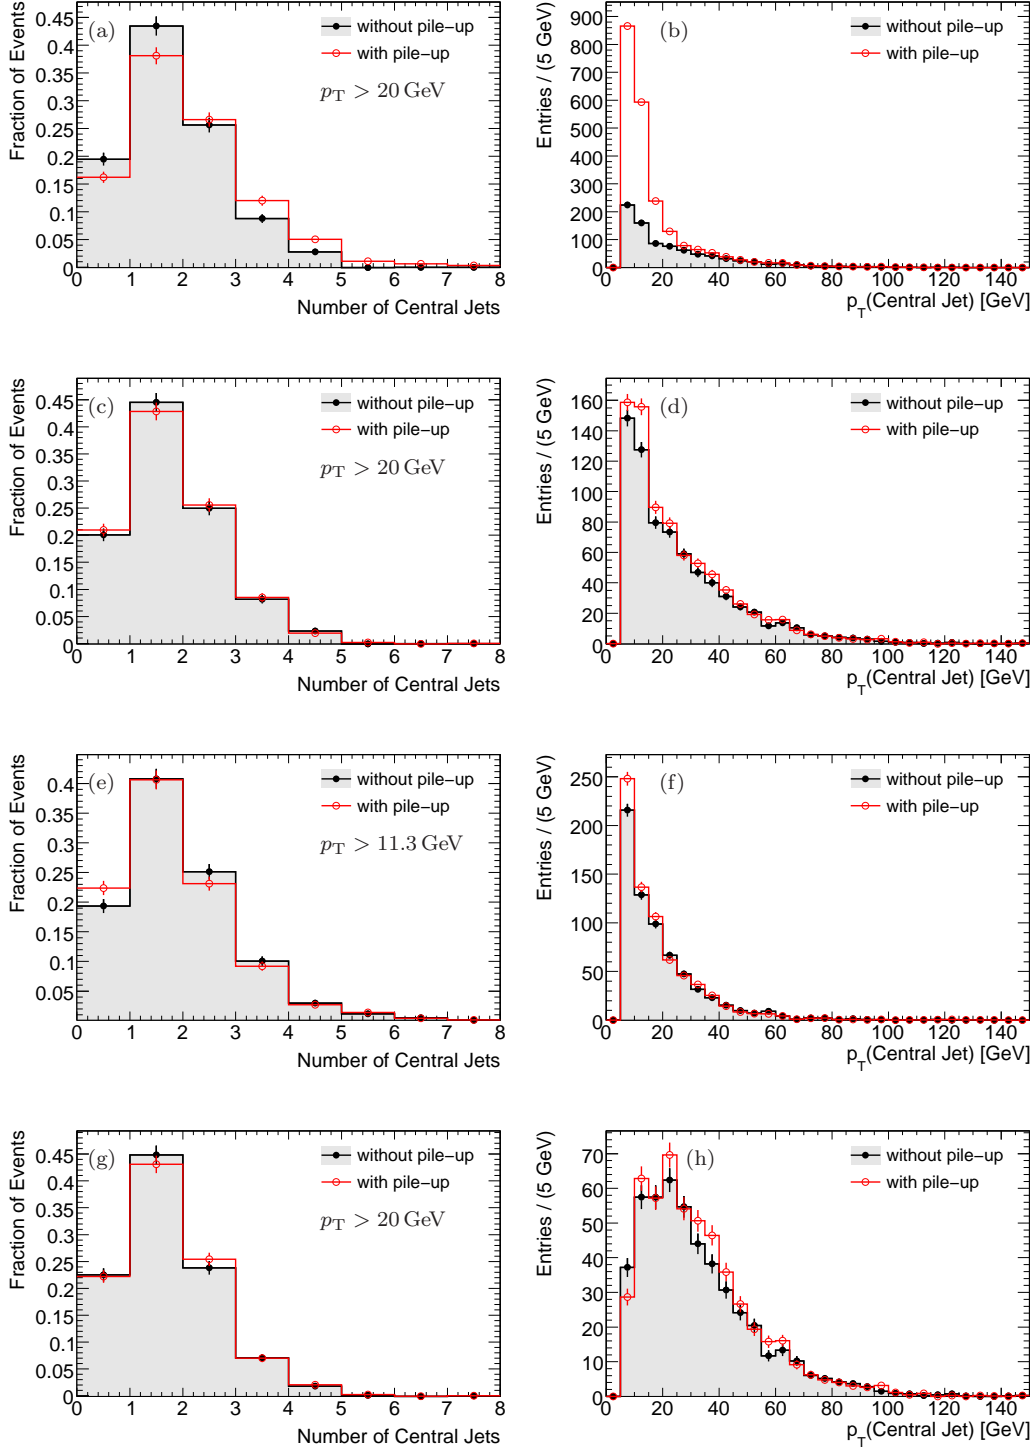 (a)
without pile-up
with pile-up
pT > 20 GeV
Fraction of Events
0.45
0.4
0.35
0.3
0.25
0.2
0.15
0.1
0.05
0
0 1 2 3 4 5 6 7 8
Number of Central Jets
(b)
without pile-up
with pile-up
Entries / (5 GeV)
900
800
700
600
500
400
300
200
100
0
0 20 40 60 80 100 120 140
pT(Central Jet) [GeV]
(c)
without pile-up
with pile-up
pT > 20 GeV
Fraction of Events
0.45
0.4
0.35
0.3
0.25
0.2
0.15
0.1
0.05
0
0 1 2 3 4 5 6 7 8
Number of Central Jets
(d)
without pile-up
with pile-up
Entries / (5 GeV)
160
140
120
100
80
60
40
20
0
0 20 40 60 80 100 120 140
pT(Central Jet) [GeV]
(e)
without pile-up
with pile-up
pT > 11.3 GeV
Fraction of Events
0.4
0.35
0.3
0.25
0.2
0.15
0.1
0.05
0 1 2 3 4 5 6 7 8
Number of Central Jets
(f)
without pile-up
with pile-up
Entries / (5 GeV)
250
200
150
100
50
0
0 20 40 60 80 100 120 140
pT(Central Jet) [GeV]
(g)
without pile-up
with pile-up
pT > 20 GeV
Fraction of Events
0.45
0.4
0.35
0.3
0.25
0.2
0.15
0.1
0.05
0
0 1 2 3 4 5 6 7 8
Number of Central Jets
(h)
without pile-up
with pile-up
Entries / (5 GeV)
70
60
50
40
30
20
10
0
0 20 40 60 80 100 120 140
pT(Central Jet) [GeV]